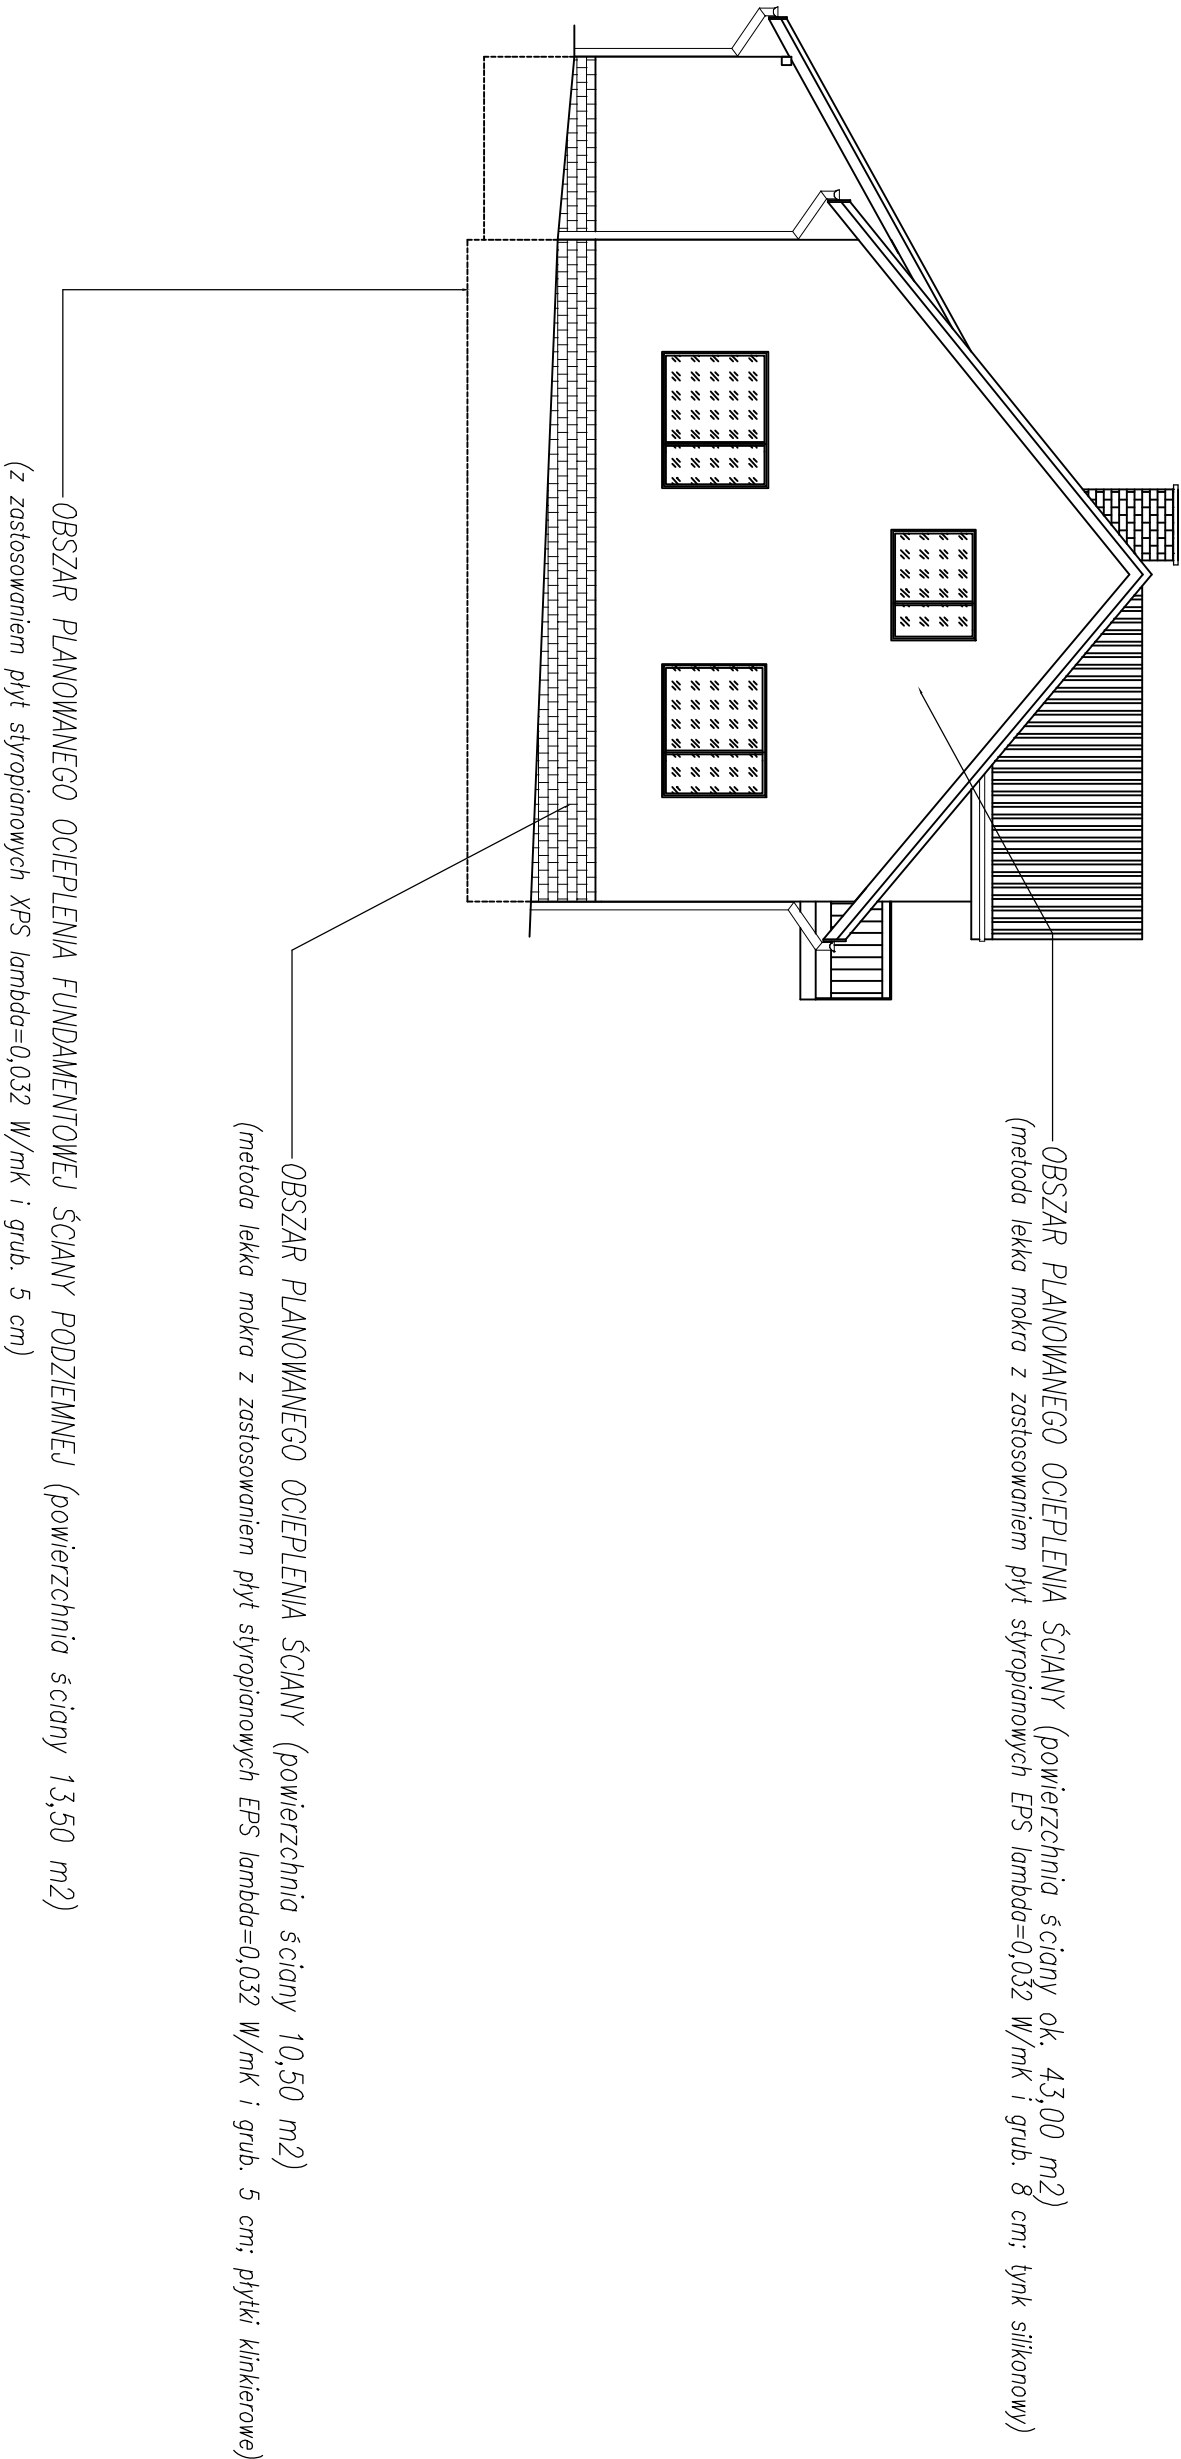 OBSZAR PLANOWANEGO OCIEPLENIA ŚCIANY (powierzchnia ściany ok. 43,00 m2)
(metoda lekka mokra z zastosowaniem płyt styropianowych EPS lambda=0,032 W/mK i grub. 8 cm; tynk silikonowy)
OBSZAR PLANOWANEGO OCIEPLENIA ŚCIANY (powierzchnia ściany 10,50 m2)
(metoda lekka mokra z zastosowaniem płyt styropianowych EPS lambda=0,032 W/mK i grub. 5 cm; płytki klinkierowe)
OBSZAR PLANOWANEGO OCIEPLENIA FUNDAMENTOWEJ ŚCIANY PODZIEMNEJ (powierzchnia ściany 13,50 m2)
(z zastosowaniem płyt styropianowych XPS lambda=0,032 W/mK i grub. 5 cm)